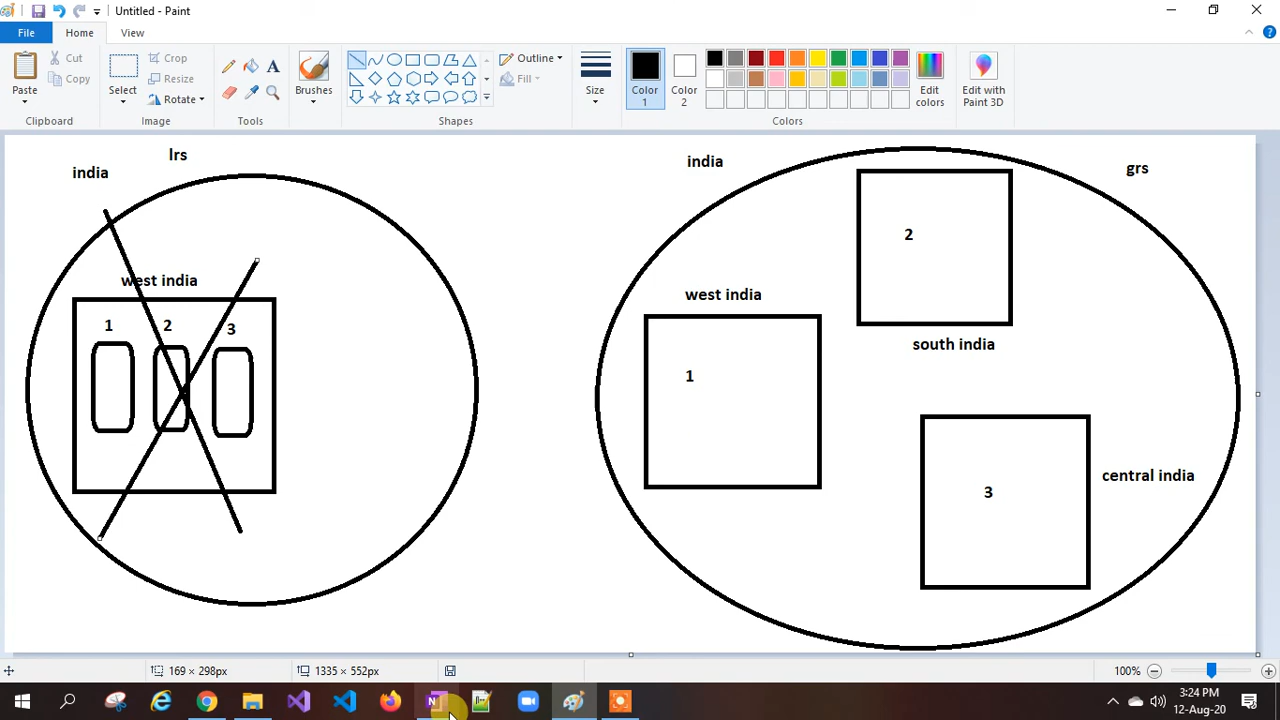 Untitled - Paint
File
Home
View
Paste
Cut
Copy
Clipboard
Select
Crop
Resize
Rotate
Image
A
Tools
Brushes
Outline
Fill
Shapes
Size
Color
1
Color
2
Edit
colors
Colors
Edit with
Paint 3D
lrs
india
west india
1
2
3
india
grs
2
west india
south india
1
central india
3
169 × 298px
1335 × 552px
100%
N
3:24 PM
12-Aug-20